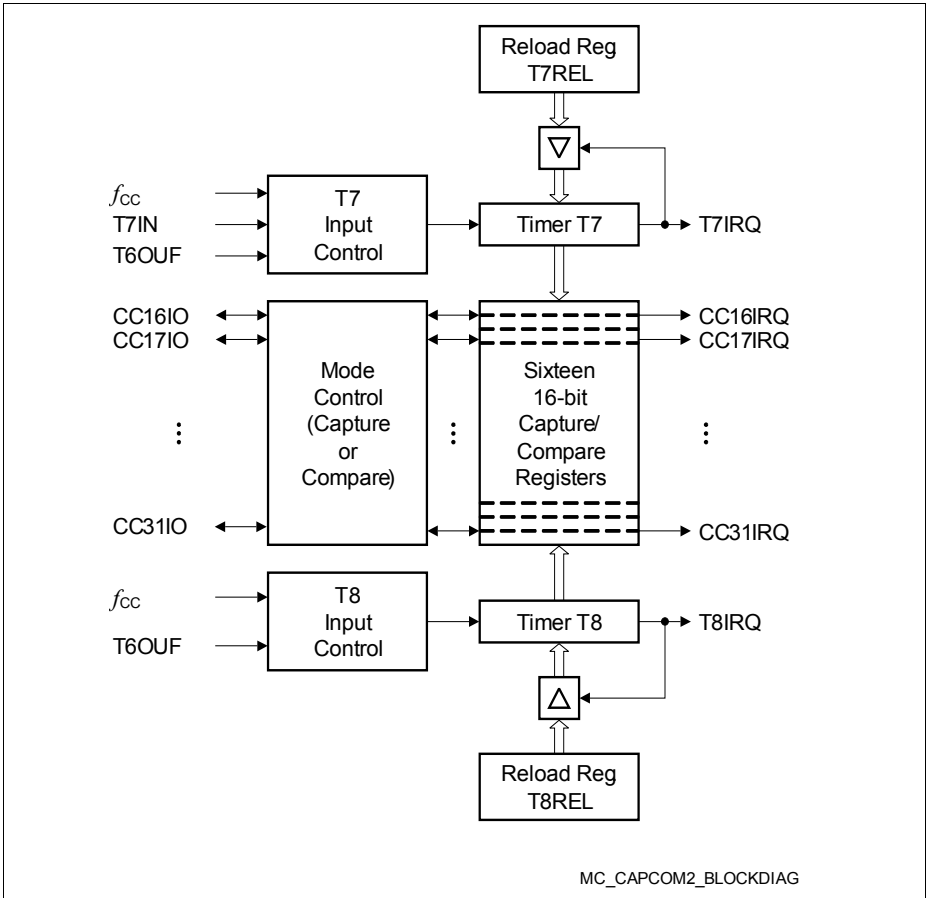 Reload Reg
T7REL
fCC
T7IN
T6OUF
T7
Input
Control
Timer T7
T7IRQ
CC16IO
CC17IO
CC31IO
Mode
Control
(Capture
or
Compare)
Sixteen
16-bit
Capture/
Compare
Registers
CC16IRQ
CC17IRQ
CC31IRQ
fCC
T6OUF
T8
Input
Control
Timer T8
T8IRQ
Reload Reg
T8REL
MC_CAPCOM2_BLOCKDIAG